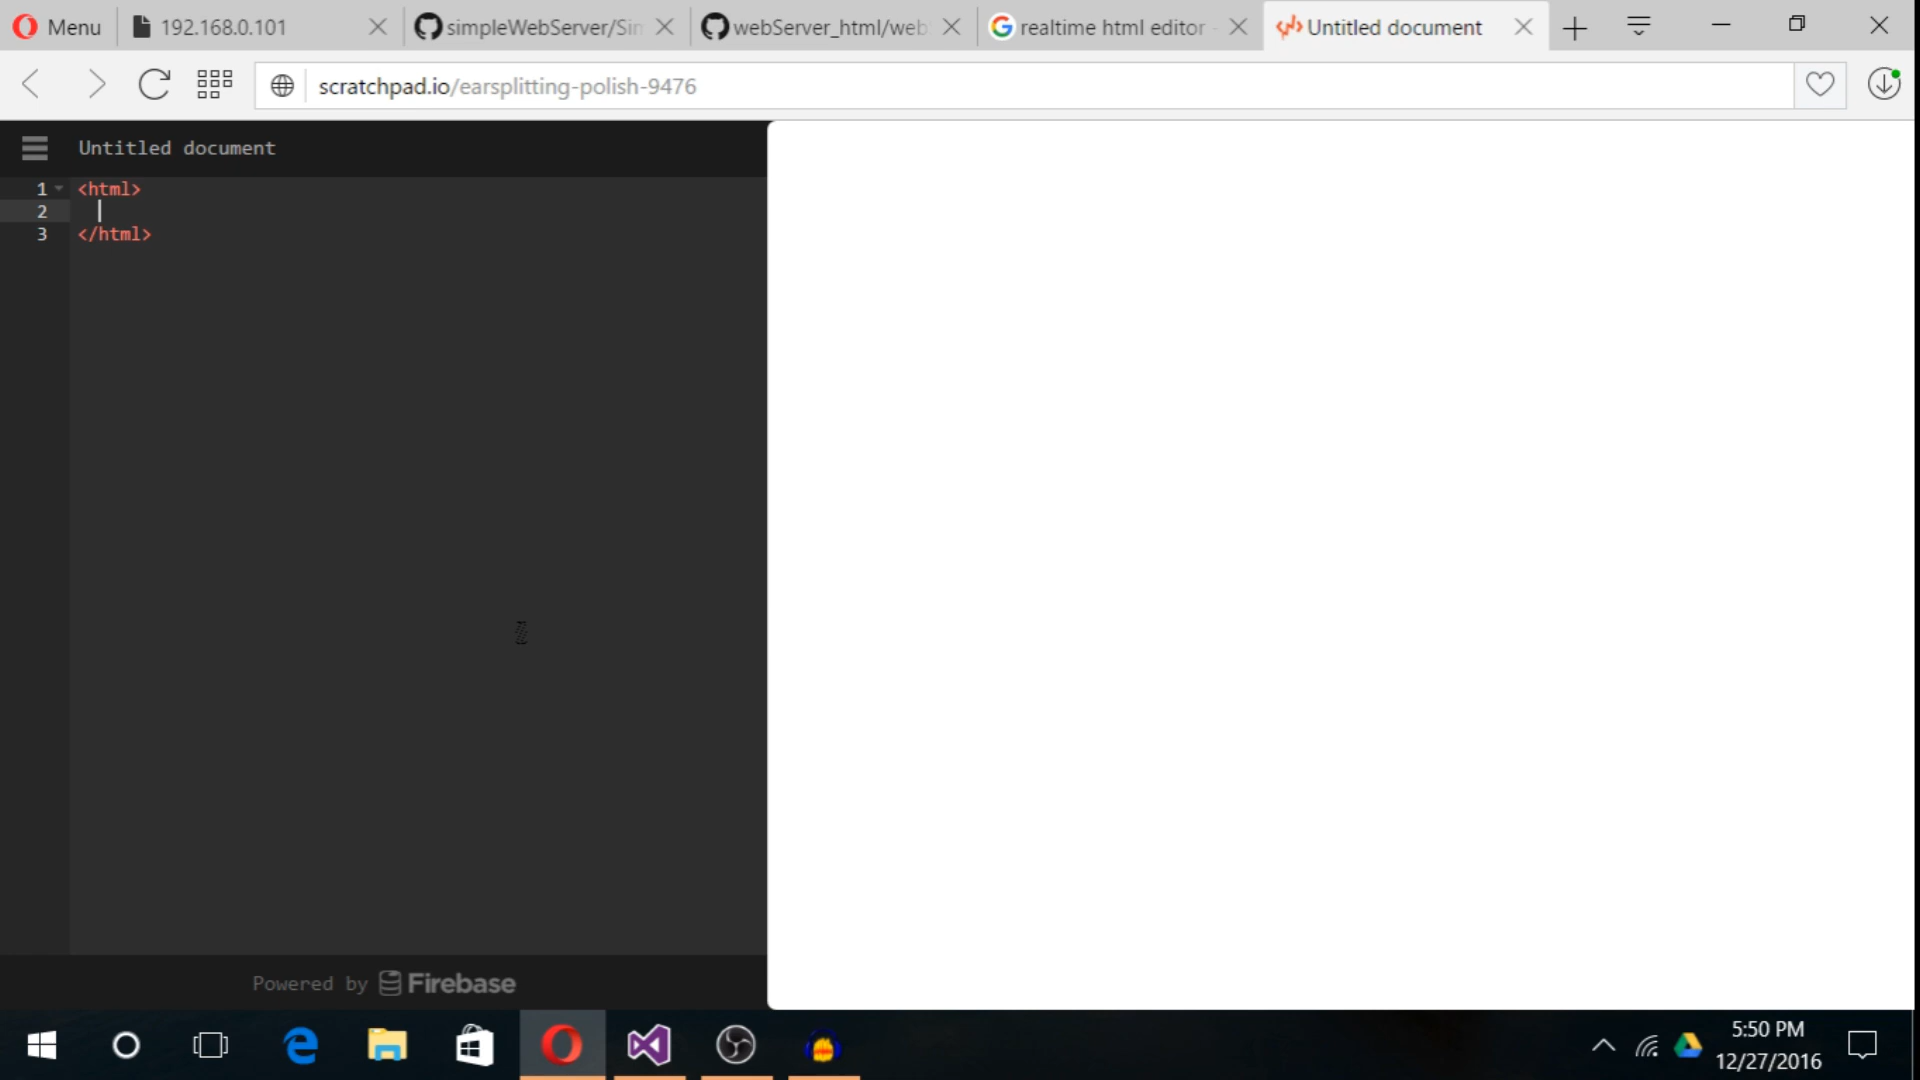 Menu
192.168.0.101
simpleWebServer/Sim
webServer_html/web
realtime html editor -
Untitled document
scratchpad.io/earsplitting-polish-9476
Untitled document
1 <html>
2
3 </html>
Powered by Firebase
5:50 PM
12/27/2016